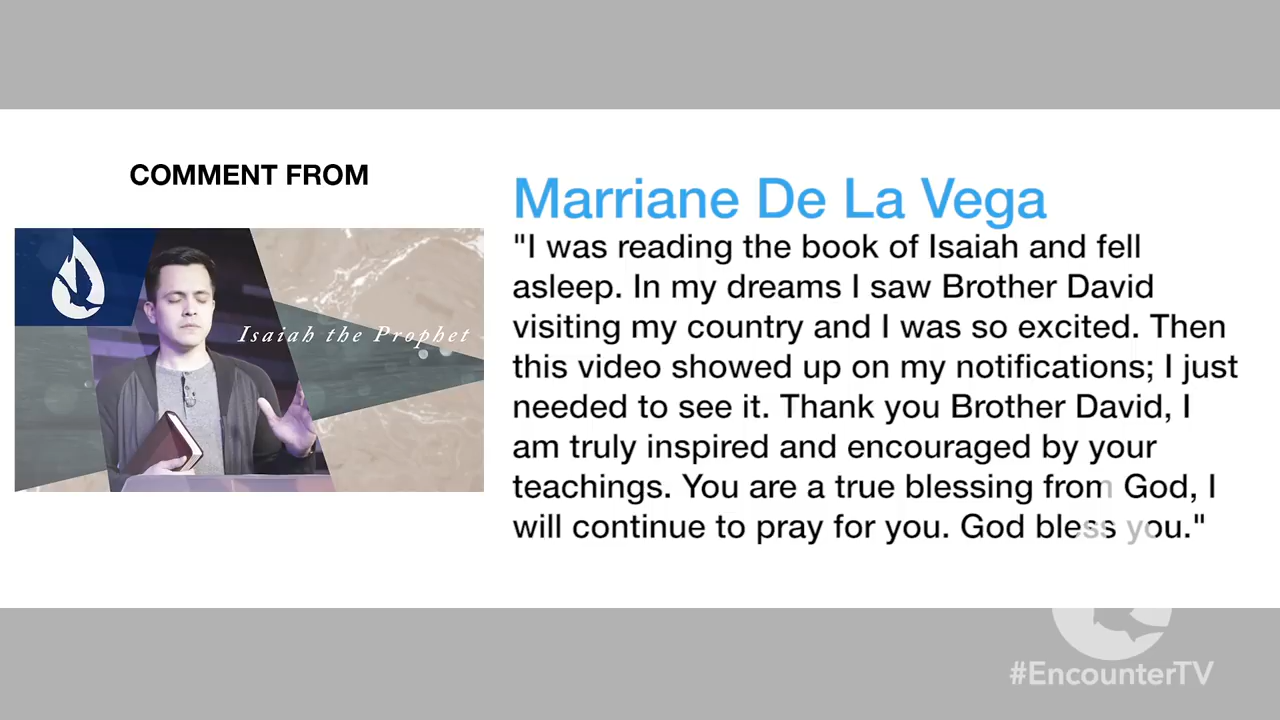 COMMENT FROM
Isaiah the Prophet
Marriane De La Vega
"I was reading the book of Isaiah and fell
asleep. In my dreams I saw Brother David
visiting my country and I was so excited. Then
this video showed up on my notifications; I just
needed to see it. Thank you Brother David, I
am truly inspired and encouraged by your
teachings. You are a true blessing from God, I
will continue to pray for you. God bless you."
#EncounterTV